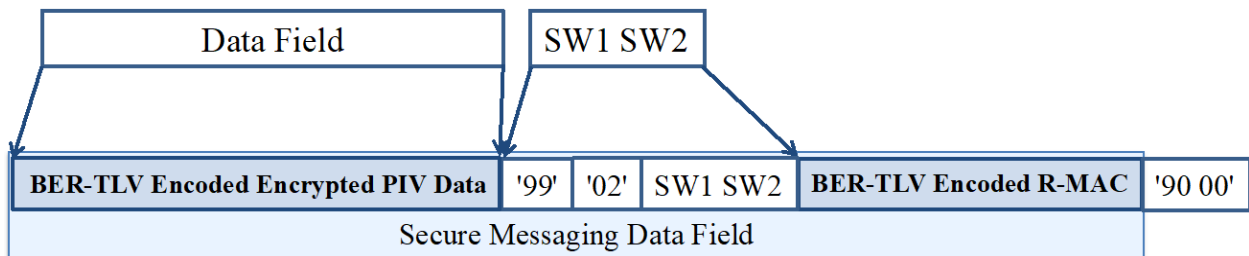 Data Field SW1 SW2
BER-TLV Encoded Encrypted PIV Data '99' '02' SW1 SW2 BER-TLV Encoded R-MAC '90 00'
Secure Messaging Data Field